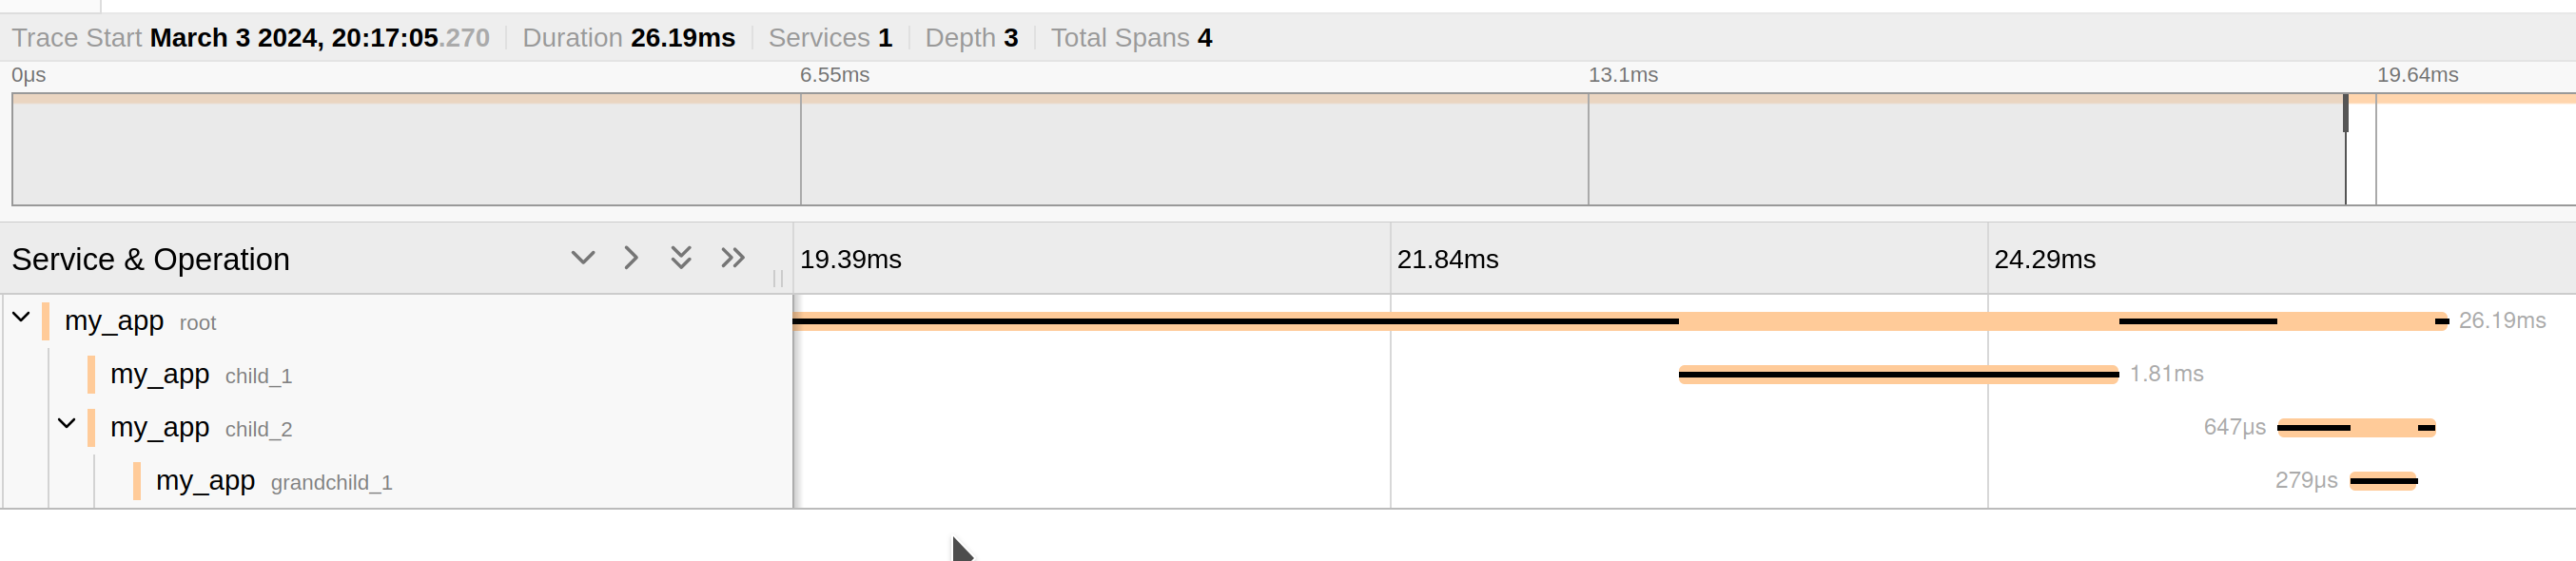 Trace Start March 3 2024, 20:17:05.270 Duration 26.19ms Services 1 Depth 3 Total Spans 4
0μs 6.55ms 13.1ms 19.64ms
Service & Operation 19.39ms 21.84ms 24.29ms
my_app root 26.19ms
my_app child_1 1.81ms
my_app child_2 647μs
my_app grandchild_1 279μs